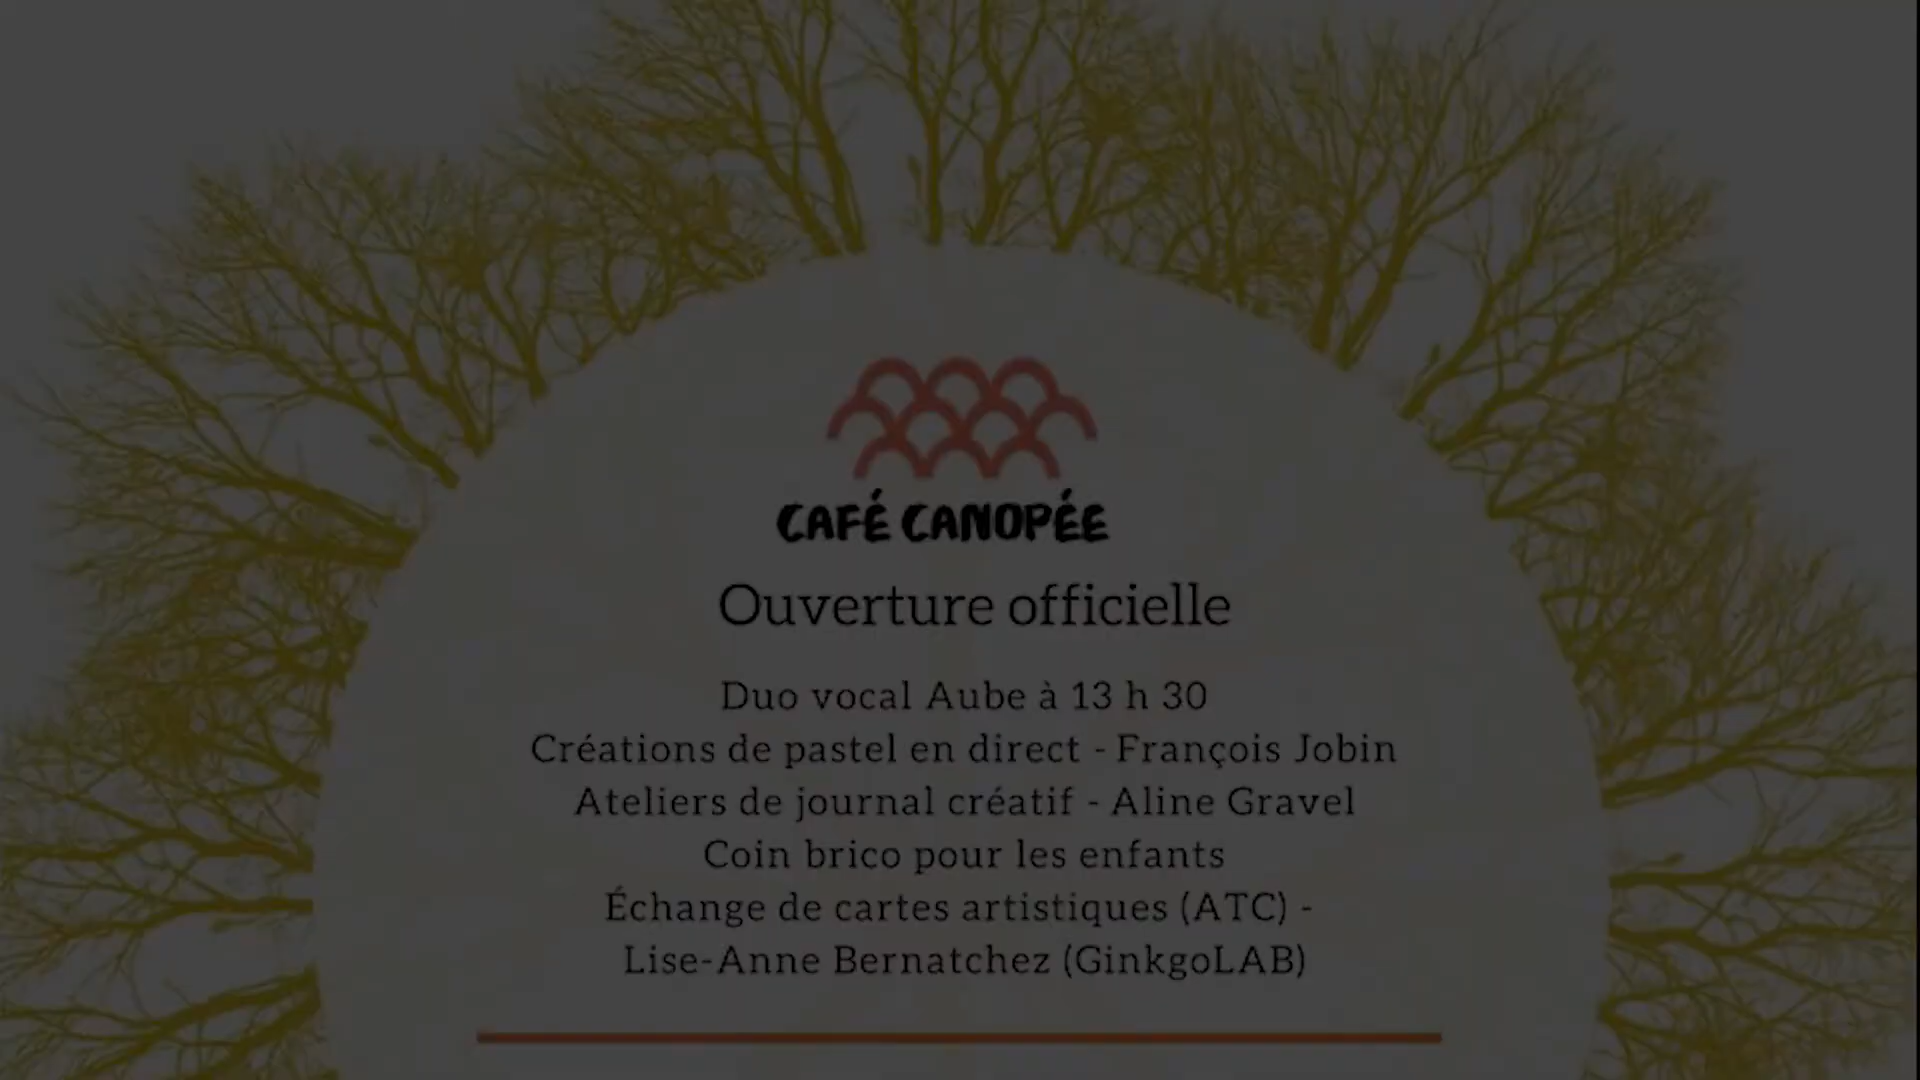 CAFÉ CANOPÉE
Ouverture officielle
Duo vocal Aube à 13 h 30
Créations de pastel en direct - François Jobin
Ateliers de journal créatif - Aline Gravel
Coin brico pour les enfants
Échange de cartes artistiques (ATC) -
Lise-Anne Bernatchez (GinkgoLAB)